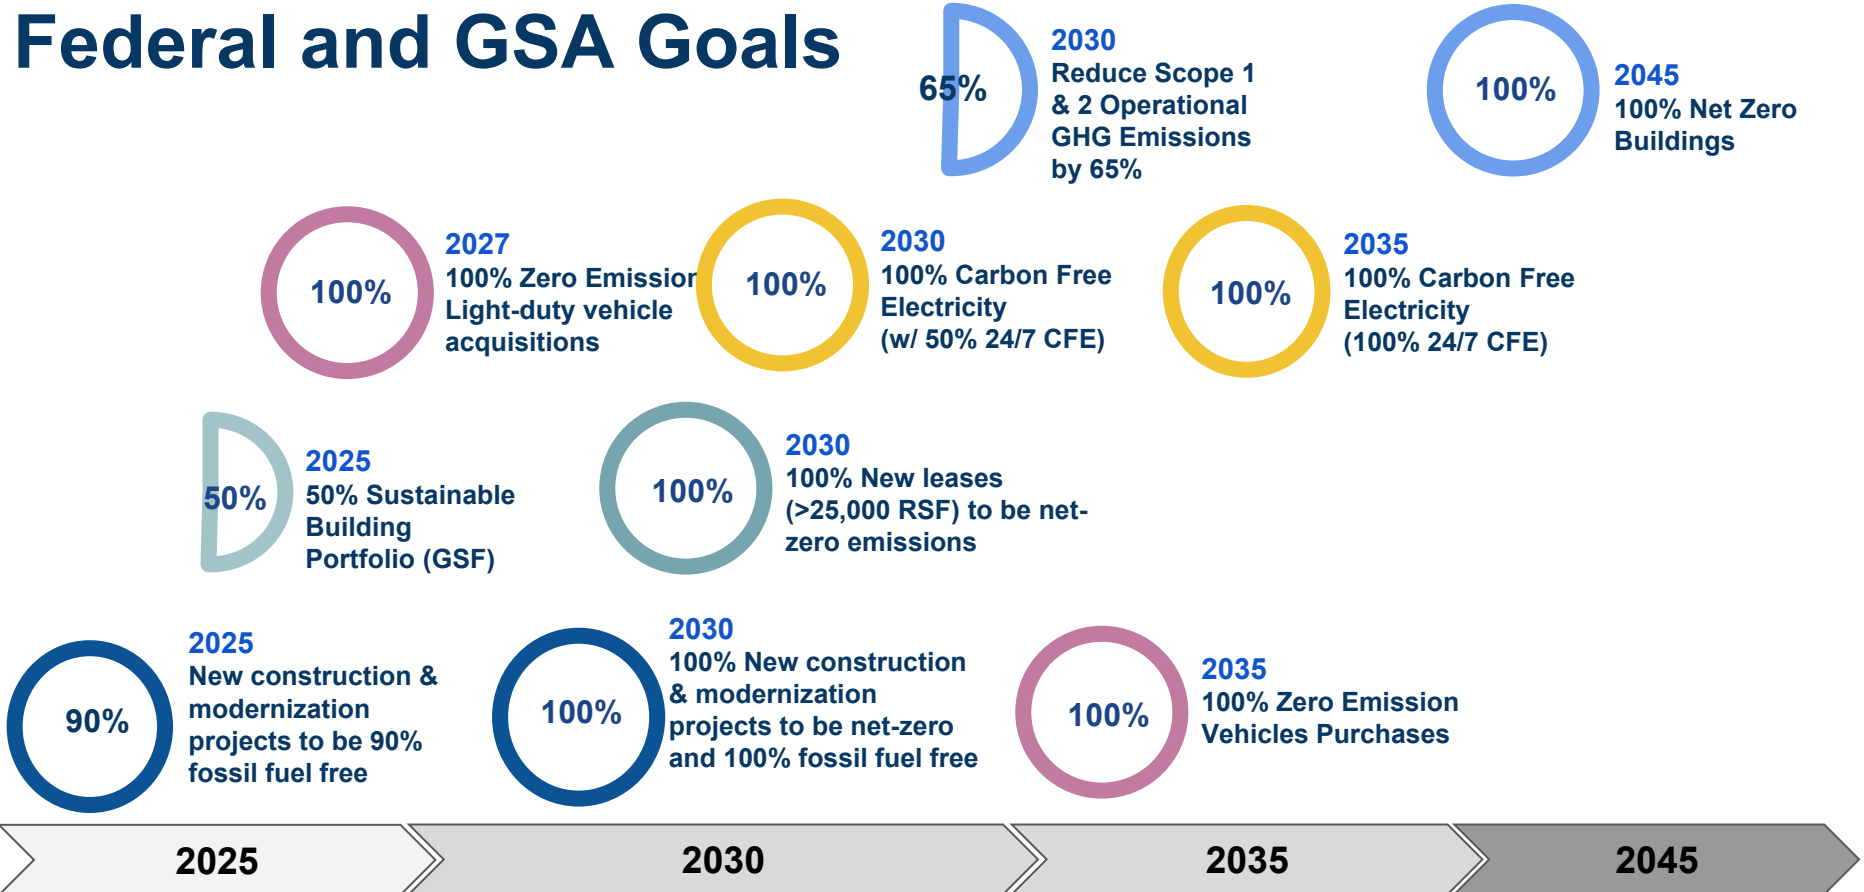 Federal and GSA Goals
65%
2030
Reduce Scope 1
& 2 Operational
GHG Emissions
by 65%
100%
2045
100% Net Zero
Buildings
100%
2027
100% Zero Emission
Light-duty vehicle
acquisitions
100%
2030
100% Carbon Free
Electricity
(w/ 50% 24/7 CFE)
100%
2035
100% Carbon Free
Electricity
(100% 24/7 CFE)
50%
2025
50% Sustainable
Building
Portfolio (GSF)
100%
2030
100% New leases
(>25,000 RSF) to be net-
zero emissions
90%
2025
New construction &
modernization
projects to be 90%
fossil fuel free
100%
2030
100% New construction
& modernization
projects to be net-zero
and 100% fossil fuel free
100%
2035
100% Zero Emission
Vehicles Purchases
2025
2030
2035
2045